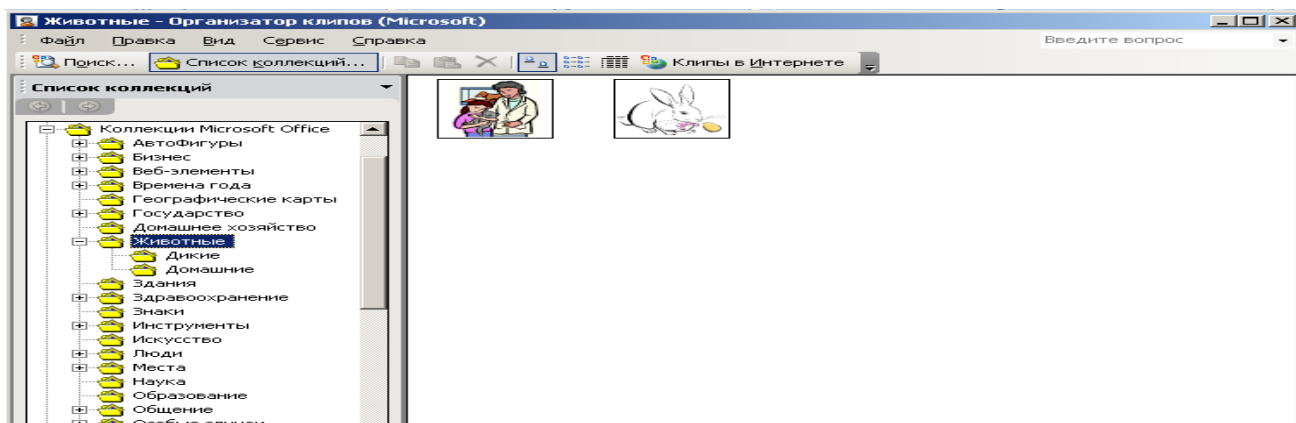 Животные - Организатор клипов (Microsoft)
Файл Правка Вид Сервис Справка
Введите вопрос
Поиск... Список коллекций... Клипы в Интернете
Список коллекций
Коллекции Microsoft Office
АвтоФигуры
Бизнес
Веб-элементы
Времена года
Географические карты
Государство
Домашнее хозяйство
Животные
Дикие
Домашние
Здания
Здравоохранение
Знаки
Инструменты
Искусство
Люди
Места
Наука
Образование
Общение
Особые случаи